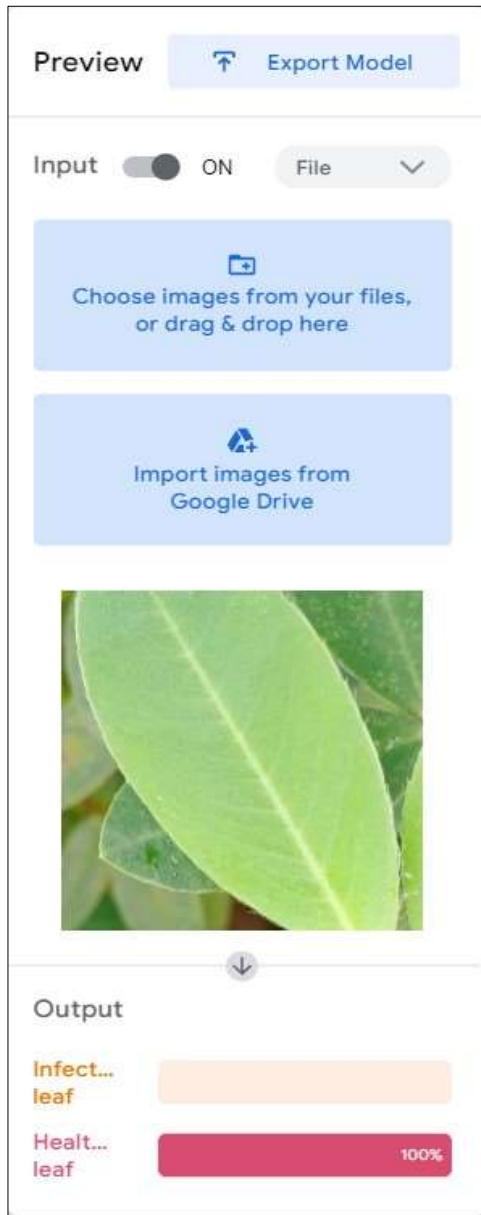 Preview
Export Model
Input
ON
File
Choose images from your files,
or drag & drop here
Import images from
Google Drive
Output
Infect...
leaf
Healt...
leaf
100%